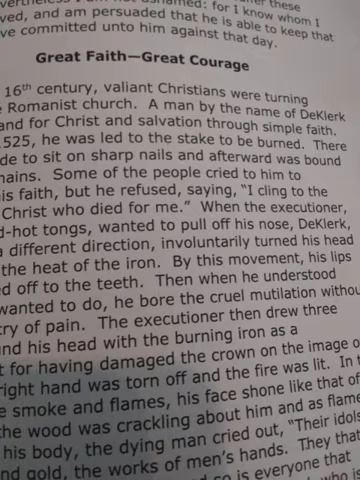 these
ved, and am persuaded that he is able to keep that
ve committed unto him against that day.
Great Faith—Great Courage
16th century, valiant Christians were turning
Romanist church. A man by the name of DeKlerk
and for Christ and salvation through simple faith.
1525, he was led to the stake to be burned. There
de to sit on sharp nails and afterward was bound
hains. Some of the people cried to him to
is faith, but he refused, saying, “I cling to the
Christ who died for me.” When the executioner,
d-hot tongs, wanted to pull off his nose, DeKlerk,
a different direction, involuntarily turned his head
the heat of the iron. By this movement, his lips
ed off to the teeth. Then when he understood
wanted to do, he bore the cruel mutilation withou
cry of pain. The executioner then drew three
und his head with the burning iron as a
t for having damaged the crown on the image o
right hand was torn off and the fire was lit. In t
e smoke and flames, his face shone like that of
the wood was crackling about him and as flame
his body, the dying man cried out, “Their idols
nd gold, the works of men’s hands. They that
so is everyone that